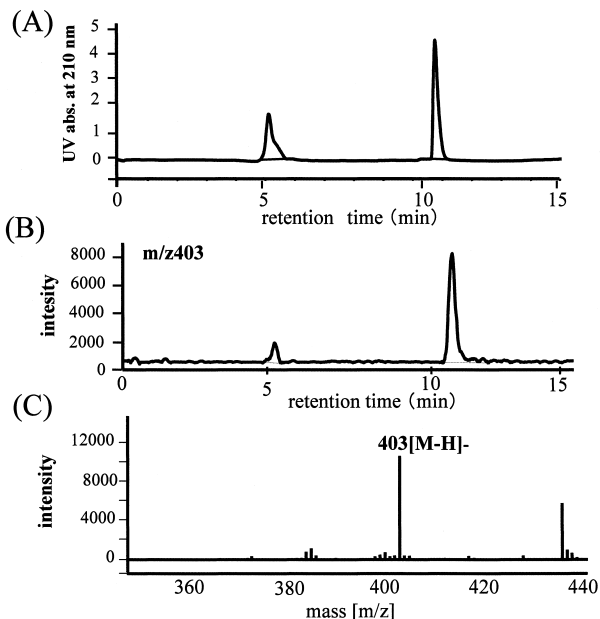 (A)
UV abs. at 210 nm
5
4
3
2
1
0
0 5 10 15
retention time (min)
(B)
m/z403
intesity
8000
6000
4000
2000
0
0 5 10 15
retention time (min)
(C)
403[M-H]-
intensity
12000
8000
4000
0
360 380 400 420 440
mass [m/z]